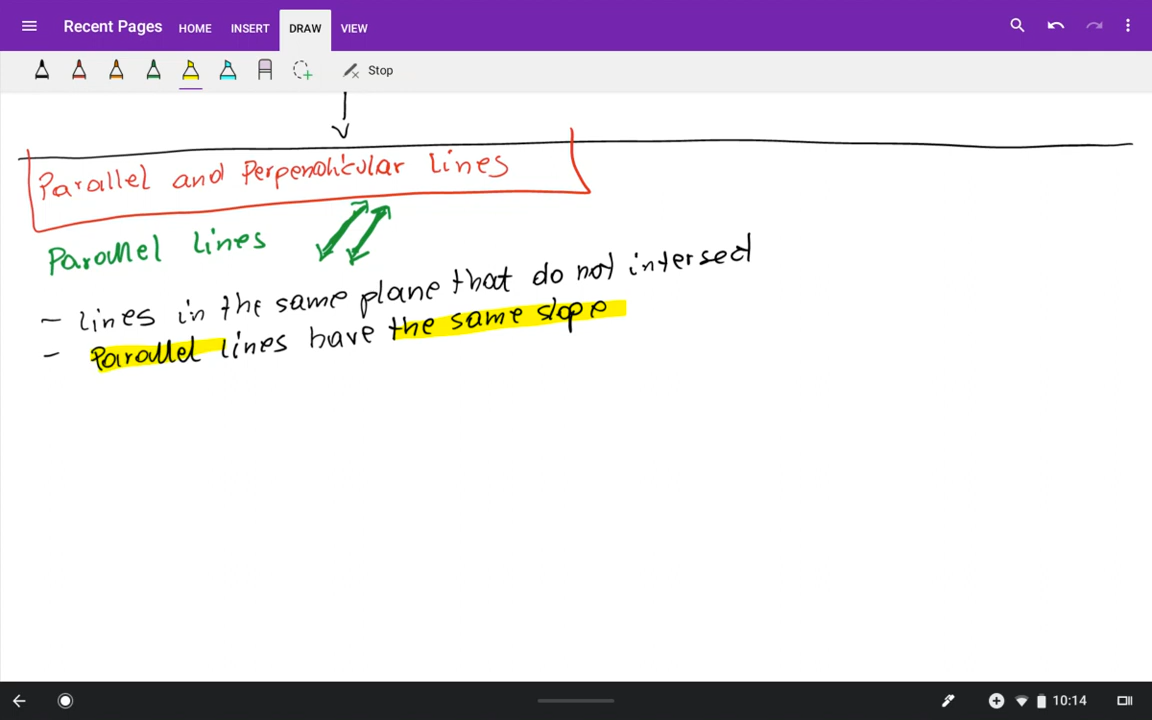 Recent Pages HOME INSERT DRAW VIEW
Stop
Parallel and Perpendicular lines
Parallel lines
- lines in the same plane that do not intersed
- Parallel lines have the same slope
10:14